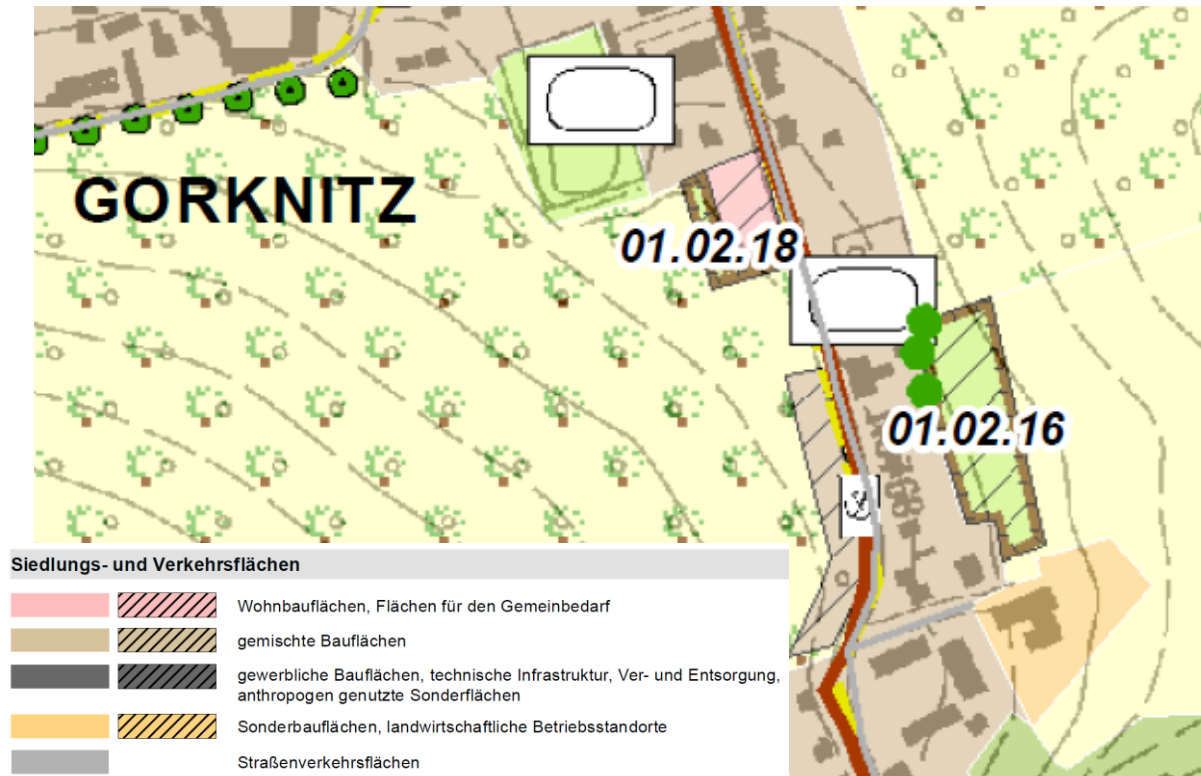 GORKNITZ
01.02.18
01.02.16
Siedlungs- und Verkehrsflächen
Wohnbauflächen, Flächen für den Gemeinbedarf
gemischte Bauflächen
gewerbliche Bauflächen, technische Infrastruktur, Ver- und Entsorgung,
anthropogen genutzte Sonderflächen
Sonderbauflächen, landwirtschaftliche Betriebsstandorte
Straßenverkehrsflächen